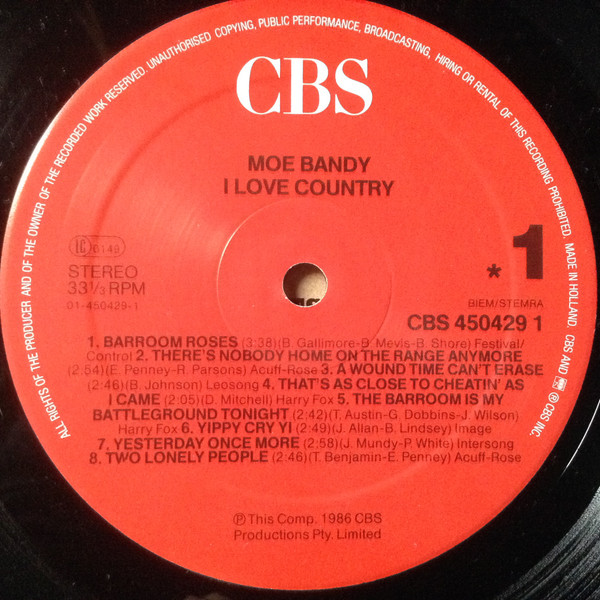 ALL RIGHTS OF THE PRODUCER AND OF THE OWNER OF THE RECORDED WORK RESERVED. UNAUTHORISED COPYING, PUBLIC PERFORMANCE, BROADCASTING, HIRING OR RENTAL OF THIS RECORDING PROHIBITED. MADE IN HOLLAND. CBS AND ® CBS INC.
CBS
MOE BANDY
I LOVE COUNTRY
LC 6149
STEREO
33 1/3 RPM
01-450429-1
* 1
BIEM/STEMRA
CBS 450429 1
1. BARROOM ROSES (3:38)(B. Gallimore-B. Mevis-B. Shore) Festival/
Control 2. THERE'S NOBODY HOME ON THE RANGE ANYMORE
(2:54)(E. Penney-R. Parsons) Acuff-Rose 3. A WOUND TIME CAN'T ERASE
(2:46)(B. Johnson) Leosong 4. THAT'S AS CLOSE TO CHEATIN' AS
I CAME (2:05)(D. Mitchell) Harry Fox 5. THE BARROOM IS MY
BATTLEGROUND TONIGHT (2:42)(T. Austin-G. Dobbins-J. Wilson)
Harry Fox 6. YIPPY CRY YI (2:49)(J. Allan-B. Lindsey) Image
7. YESTERDAY ONCE MORE (2:58)(J. Mundy-P. White) Intersong
8. TWO LONELY PEOPLE (2:46)(T. Benjamin-E. Penney) Acuff-Rose
℗ This Comp. 1986 CBS
Productions Pty. Limited